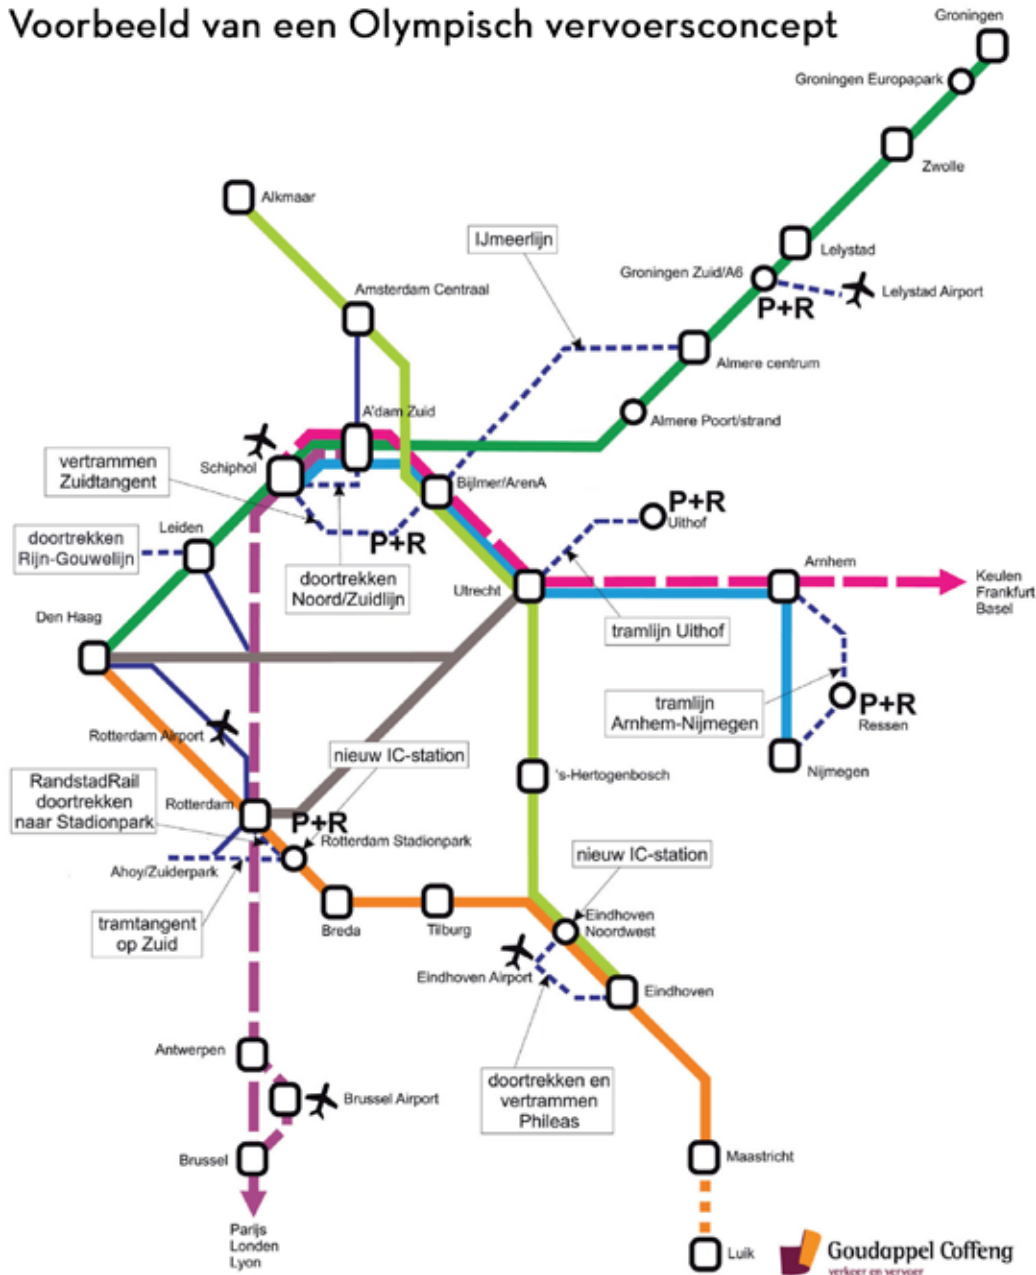 Voorbeeld van een Olympisch vervoersconcept
Groningen
Groningen Europapark
Zwolle
Alkmaar
IJmeerlijn
Lelystad
Groningen Zuid/A6
P+R
Lelystad Airport
Amsterdam Centraal
Almere centrum
Almere Poort/strand
A'dam Zuid
vertrammen
Zuidtangent
Schiphol
Bijlmer/ArenA
P+R
Uithof
doortrekken
Rijn-Gouwelijn
Leiden
P+R
doortrekken
Noord/Zuidlijn
Utrecht
Arnhem
Keulen
Frankfurt
Basel
Den Haag
tramlijn Uithof
tramlijn
Arnhem-Nijmegen
P+R
Ressen
Rotterdam Airport
nieuw IC-station
Nijmegen
's-Hertogenbosch
RandstadRail
doortrekken
naar Stadionpark
Rotterdam
P+R
Rotterdam Stadionpark
Ahoy/Zuiderpark
nieuw IC-station
tramtangent
op Zuid
Breda
Tilburg
Eindhoven
Noordwest
Eindhoven Airport
Eindhoven
Antwerpen
Brussel Airport
doortrekken en
vertrammen
Phileas
Brussel
Maastricht
Parijs
Londen
Lyon
Luik
Goudappel Coffeng
verkeer en vervoer